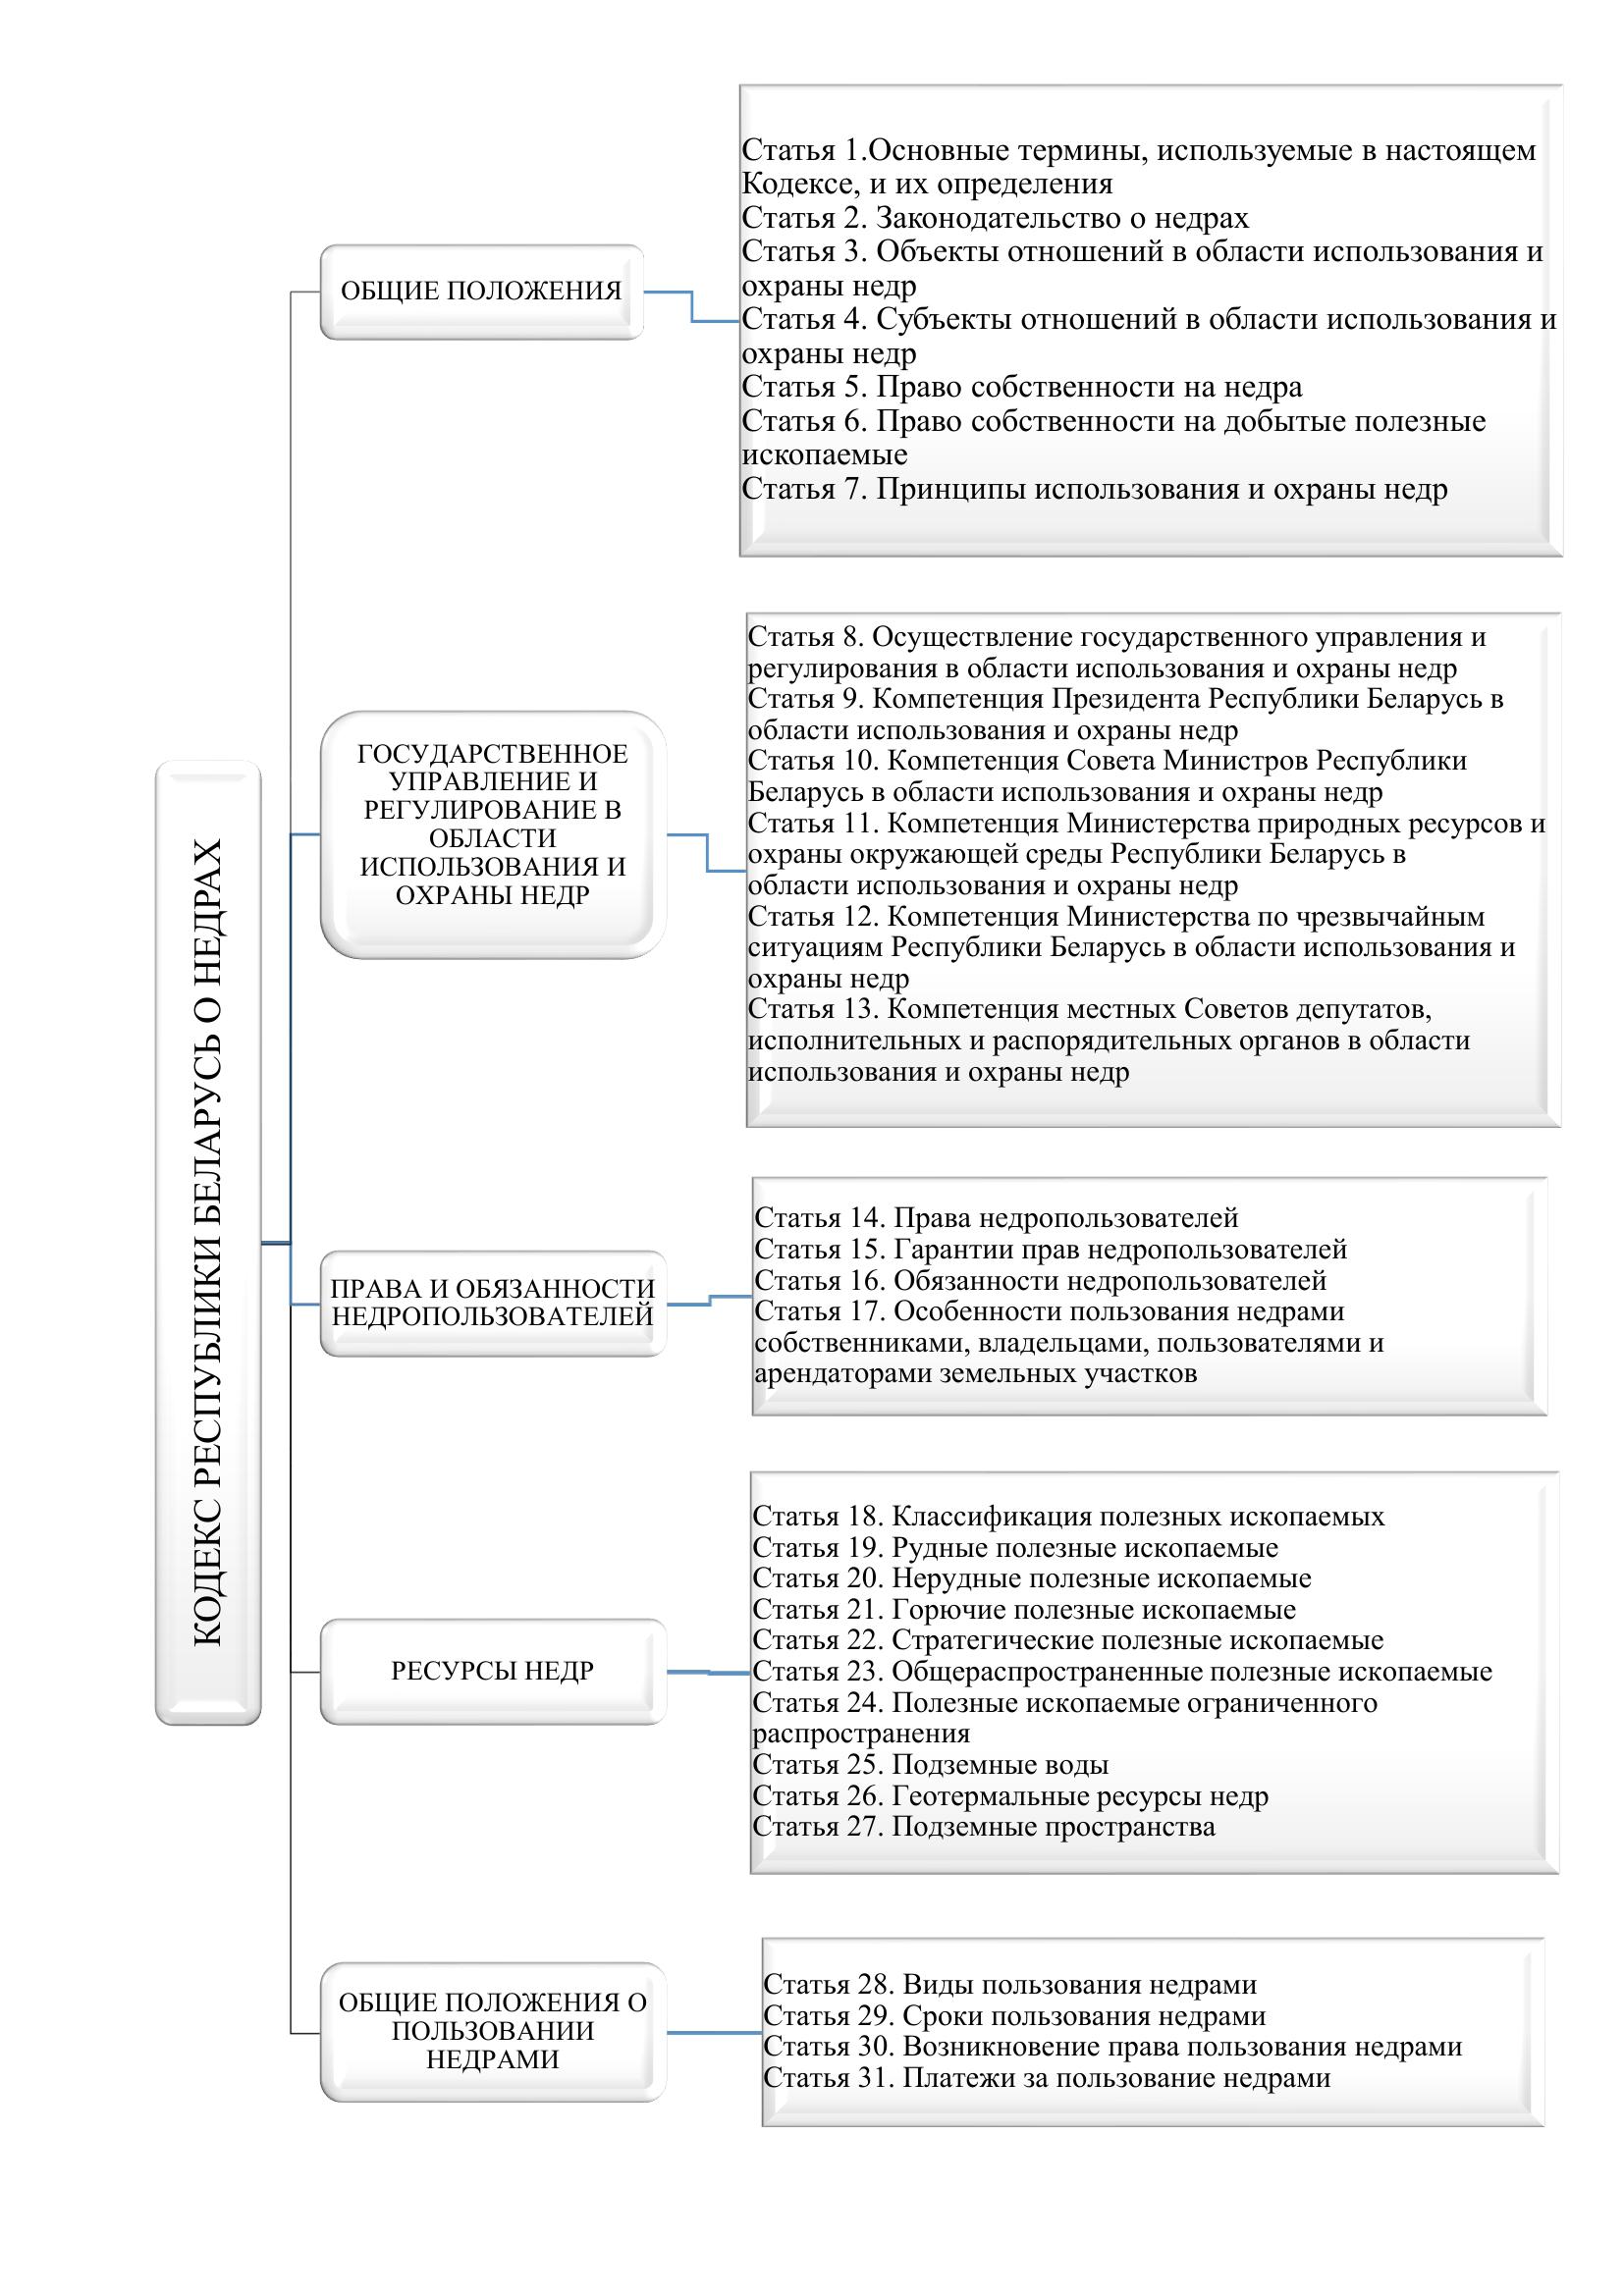 КОДЕКС РЕСПУБЛИКИ БЕЛАРУСЬ О НЕДРАХ
ОБЩИЕ ПОЛОЖЕНИЯ
Статья 1.Основные термины, используемые в настоящем
Кодексе, и их определения
Статья 2. Законодательство о недрах
Статья 3. Объекты отношений в области использования и
охраны недр
Статья 4. Субъекты отношений в области использования и
охраны недр
Статья 5. Право собственности на недра
Статья 6. Право собственности на добытые полезные
ископаемые
Статья 7. Принципы использования и охраны недр
ГОСУДАРСТВЕННОЕ
УПРАВЛЕНИЕ И
РЕГУЛИРОВАНИЕ В
ОБЛАСТИ
ИСПОЛЬЗОВАНИЯ И
ОХРАНЫ НЕДР
Статья 8. Осуществление государственного управления и
регулирования в области использования и охраны недр
Статья 9. Компетенция Президента Республики Беларусь в
области использования и охраны недр
Статья 10. Компетенция Совета Министров Республики
Беларусь в области использования и охраны недр
Статья 11. Компетенция Министерства природных ресурсов и
охраны окружающей среды Республики Беларусь в
области использования и охраны недр
Статья 12. Компетенция Министерства по чрезвычайным
ситуациям Республики Беларусь в области использования и
охраны недр
Статья 13. Компетенция местных Советов депутатов,
исполнительных и распорядительных органов в области
использования и охраны недр
ПРАВА И ОБЯЗАННОСТИ
НЕДРОПОЛЬЗОВАТЕЛЕЙ
Статья 14. Права недропользователей
Статья 15. Гарантии прав недропользователей
Статья 16. Обязанности недропользователей
Статья 17. Особенности пользования недрами
собственниками, владельцами, пользователями и
арендаторами земельных участков
РЕСУРСЫ НЕДР
Статья 18. Классификация полезных ископаемых
Статья 19. Рудные полезные ископаемые
Статья 20. Нерудные полезные ископаемые
Статья 21. Горючие полезные ископаемые
Статья 22. Стратегические полезные ископаемые
Статья 23. Общераспространенные полезные ископаемые
Статья 24. Полезные ископаемые ограниченного
распространения
Статья 25. Подземные воды
Статья 26. Геотермальные ресурсы недр
Статья 27. Подземные пространства
ОБЩИЕ ПОЛОЖЕНИЯ О
ПОЛЬЗОВАНИИ
НЕДРАМИ
Статья 28. Виды пользования недрами
Статья 29. Сроки пользования недрами
Статья 30. Возникновение права пользования недрами
Статья 31. Платежи за пользование недрами